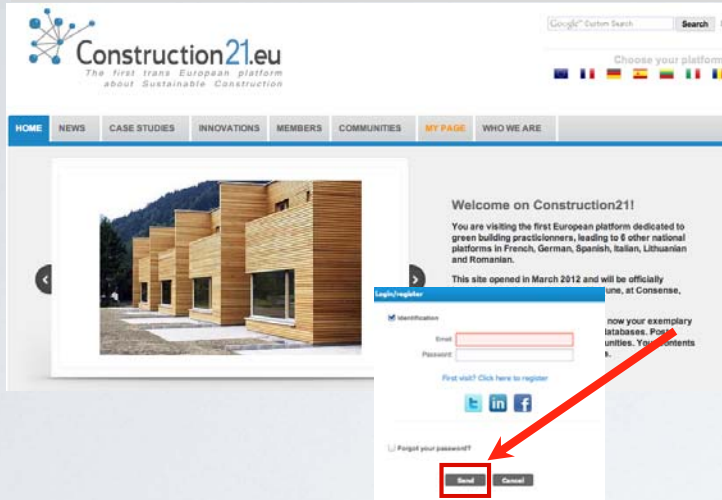 Google™ Custom Search
Search
Construction21.eu
The first trans European platform
about Sustainable Construction
Choose your platform
HOME
NEWS
CASE STUDIES
INNOVATIONS
MEMBERS
COMMUNITIES
MY PAGE
WHO WE ARE
Welcome on Construction21!
You are visiting the first European platform dedicated to
green building practicionners, leading to 6 other national
platforms in French, German, Spanish, Italian, Lithuanian
and Romanian.
This site opened in March 2012 and will be officially
une, at Consense,
now your exemplary
databases. Post
unities. Your contents
Login/register
Identification
Email
Password
First visit? Click here to register
Forgot your password?
Send
Cancel